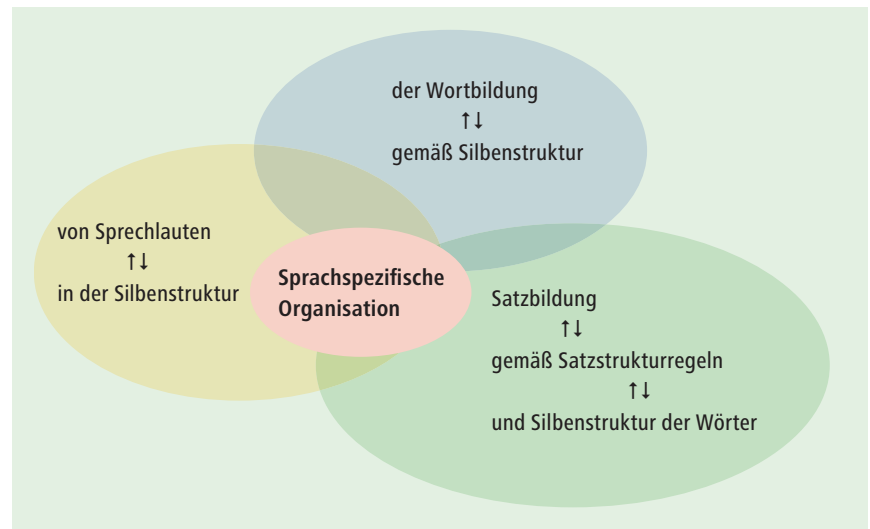 der Wortbildung
↑↓
gemäß Silbenstruktur
von Sprechlauten
↑↓
in der Silbenstruktur
Sprachspezifische
Organisation
Satzbildung
↑↓
gemäß Satzstrukturregeln
↑↓
und Silbenstruktur der Wörter